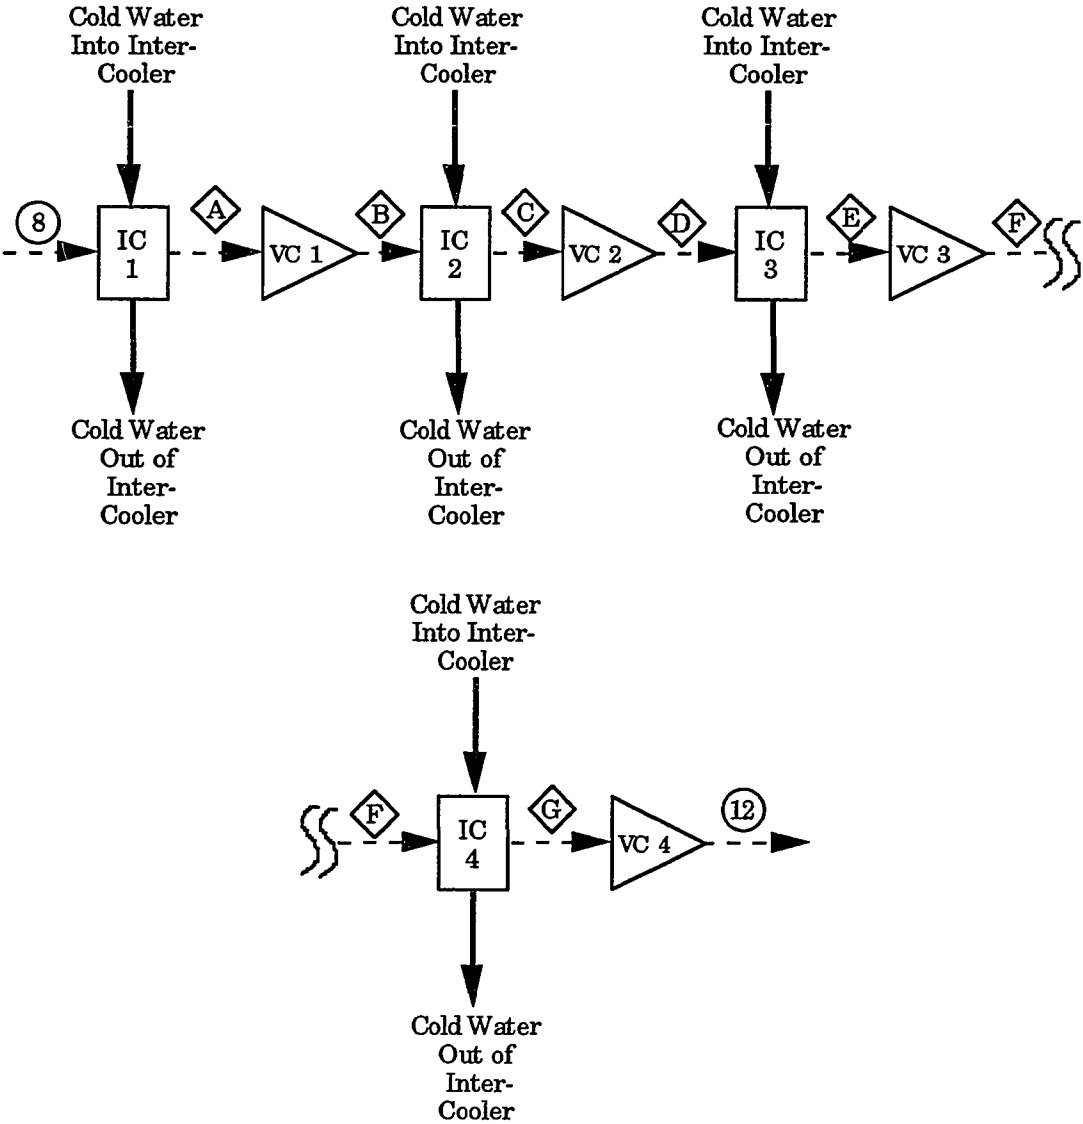 Cold Water
Into Inter-
Cooler
Cold Water
Into Inter-
Cooler
Cold Water
Into Inter-
Cooler
8
A
B
C
D
E
F
IC
1
VC 1
IC
2
VC 2
IC
3
VC 3
Cold Water
Out of
Inter-
Cooler
Cold Water
Out of
Inter-
Cooler
Cold Water
Out of
Inter-
Cooler
Cold Water
Into Inter-
Cooler
F
G
12
IC
4
VC 4
Cold Water
Out of
Inter-
Cooler